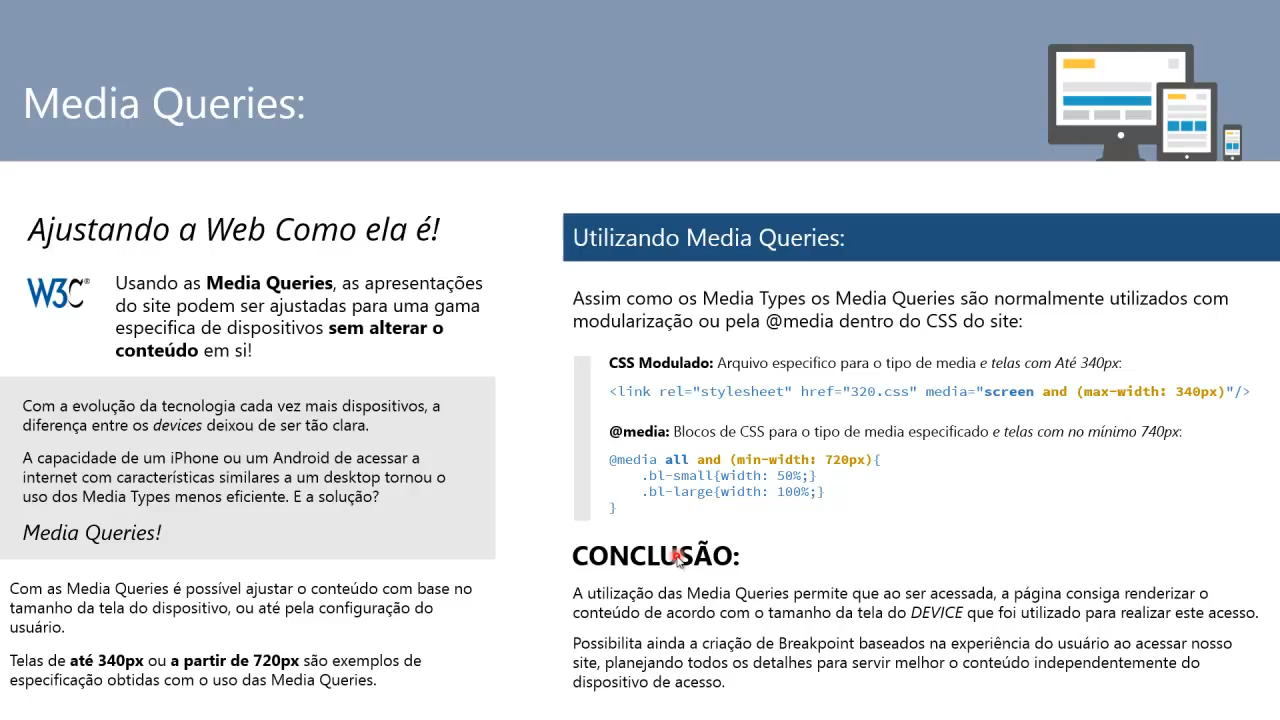 Media Queries:
Ajustando a Web Como ela é!
W3C®
Usando as Media Queries, as apresentações
do site podem ser ajustadas para uma gama
especifica de dispositivos sem alterar o
conteúdo em si!
Com a evolução da tecnologia cada vez mais dispositivos, a
diferença entre os devices deixou de ser tão clara.
A capacidade de um iPhone ou um Android de acessar a
internet com características similares a um desktop tornou o
uso dos Media Types menos eficiente. E a solução?
Media Queries!
Com as Media Queries é possível ajustar o conteúdo com base no
tamanho da tela do dispositivo, ou até pela configuração do
usuário.
Telas de até 340px ou a partir de 720px são exemplos de
especificação obtidas com o uso das Media Queries.
Utilizando Media Queries:
Assim como os Media Types os Media Queries são normalmente utilizados com
modularização ou pela @media dentro do CSS do site:
CSS Modulado: Arquivo especifico para o tipo de media e telas com Até 340px:
<link rel="stylesheet" href="320.css" media="screen and (max-width: 340px)"/>
@media: Blocos de CSS para o tipo de media especificado e telas com no mínimo 740px:
@media all and (min-width: 720px){
.bl-small{width: 50%;}
.bl-large{width: 100%;}
}
CONCLUSÃO:
A utilização das Media Queries permite que ao ser acessada, a página consiga renderizar o
conteúdo de acordo com o tamanho da tela do DEVICE que foi utilizado para realizar este acesso.
Possibilita ainda a criação de Breakpoint baseados na experiência do usuário ao acessar nosso
site, planejando todos os detalhes para servir melhor o conteúdo independentemente do
dispositivo de acesso.